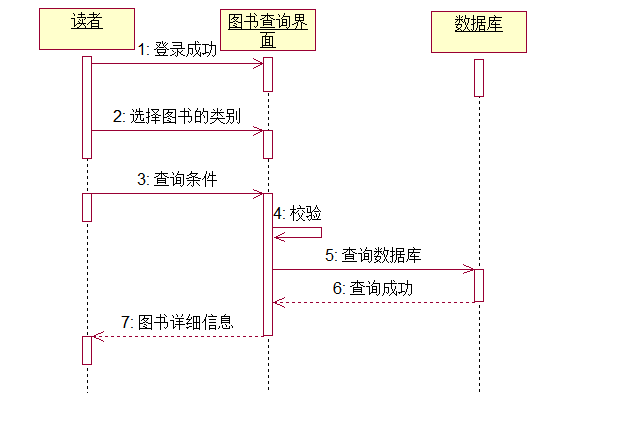 读者
图书查询界
面
数据库
1: 登录成功
2: 选择图书的类别
3: 查询条件
4: 校验
5: 查询数据库
6: 查询成功
7: 图书详细信息